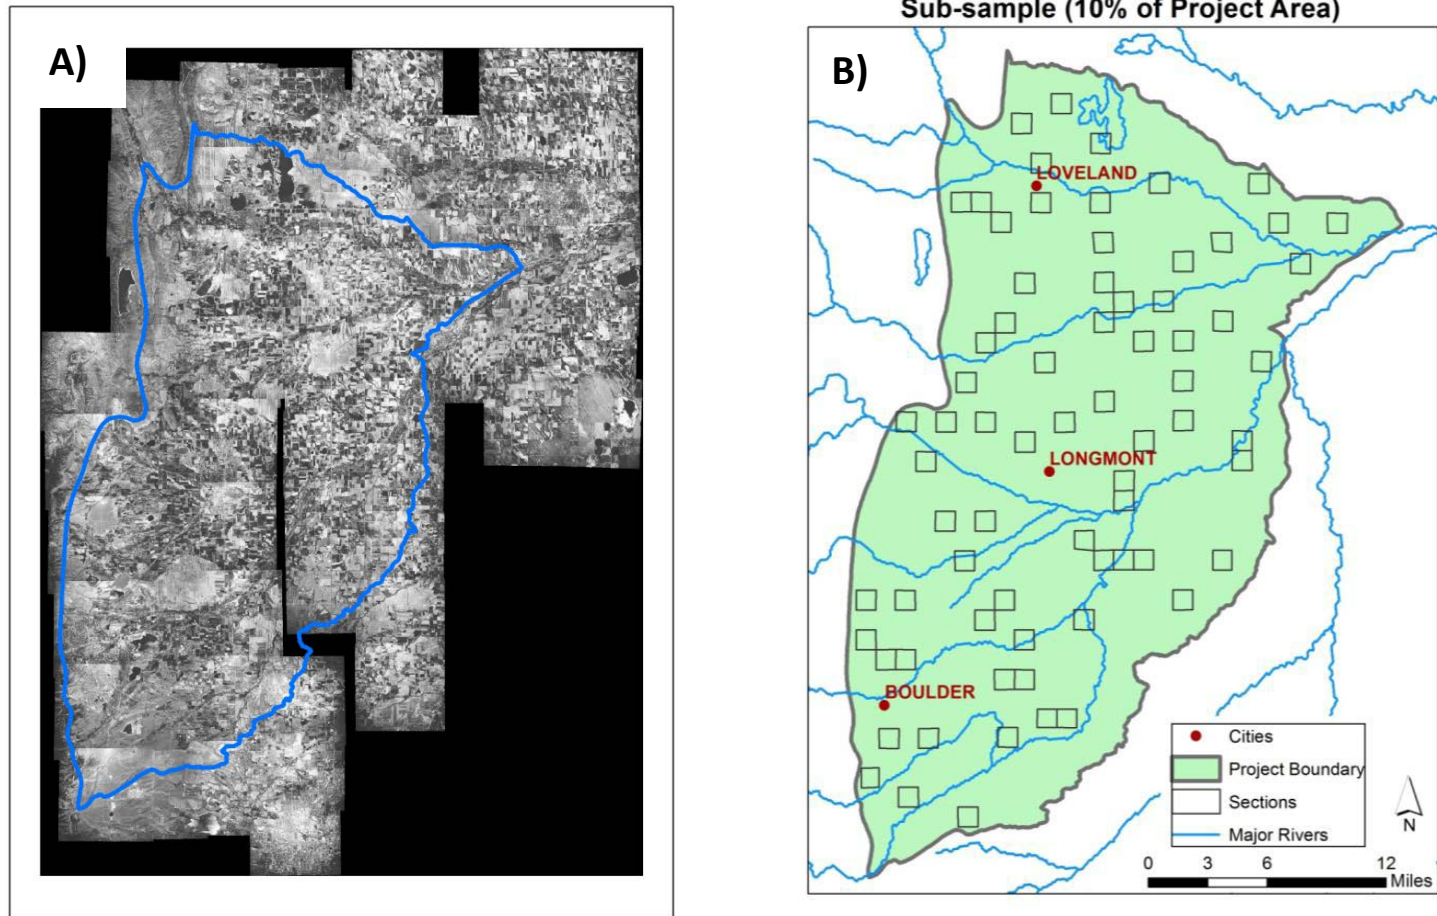 A)
Sub-sample (10% of Project Area)
B)
LOVELAND
LONGMONT
BOULDER
Cities
Project Boundary
Sections
Major Rivers
N
0 3 6 12
Miles